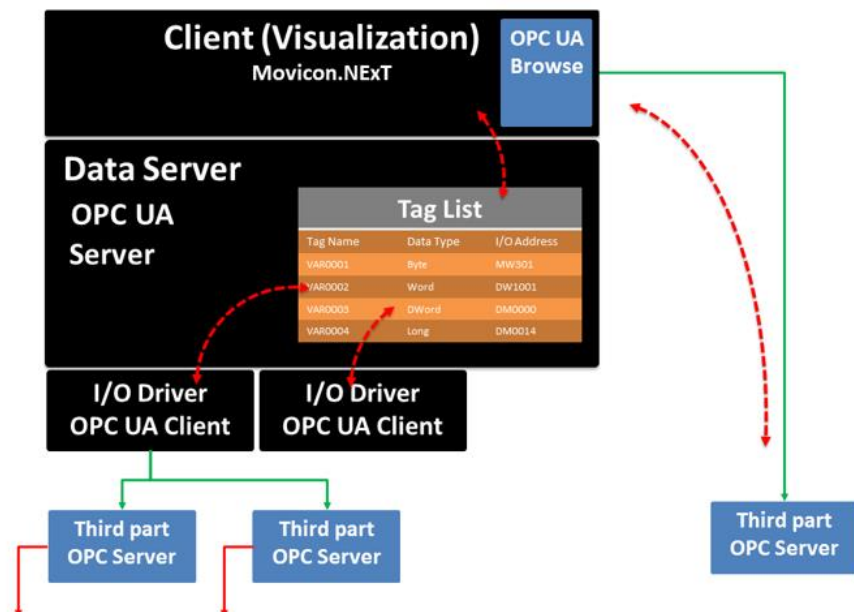 Client (Visualization)
Movicon.NExT
OPC UA
Browse
Data Server
OPC UA
Server
Tag List
Tag Name Data Type I/O Address
VAR0001 Byte MW301
VAR0002 Word DW1001
VAR0003 DWord DM0000
VAR0004 Long DM0014
I/O Driver
OPC UA Client
I/O Driver
OPC UA Client
Third part
OPC Server
Third part
OPC Server
Third part
OPC Server